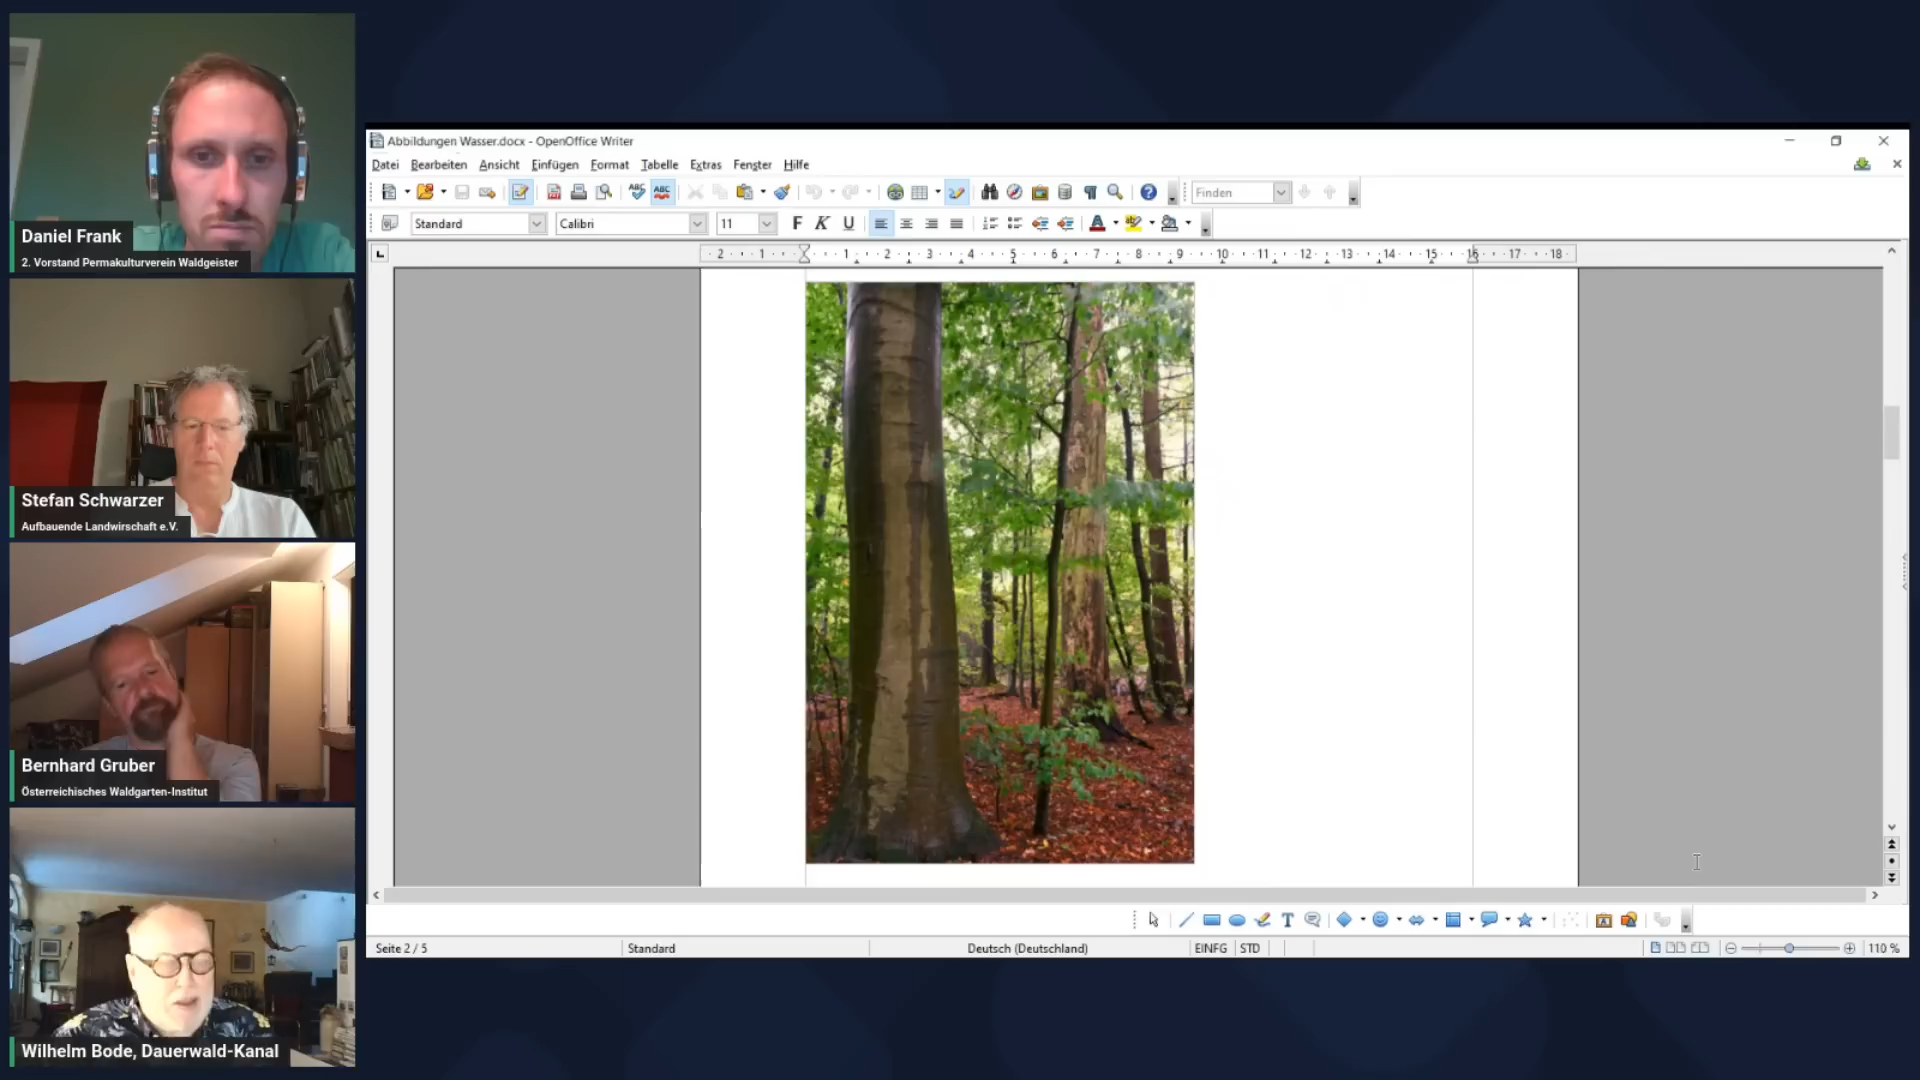 Daniel Frank
2. Vorstand Permakulturverein Waldgeister
Stefan Schwarzer
Aufbauende Landwirschaft e.V.
Bernhard Gruber
Österreichisches Waldgarten-Institut
Wilhelm Bode, Dauerwald-Kanal
Abbildungen Wasser.docx - OpenOffice Writer
Datei Bearbeiten Ansicht Einfügen Format Tabelle Extras Fenster Hilfe
ABC ABC Finden
Standard Calibri 11 F K U
2 1 1 2 3 4 5 6 7 8 9 10 11 12 13 14 15 16 17 18
Seite 2 / 5 Standard Deutsch (Deutschland) EINFG STD 110 %